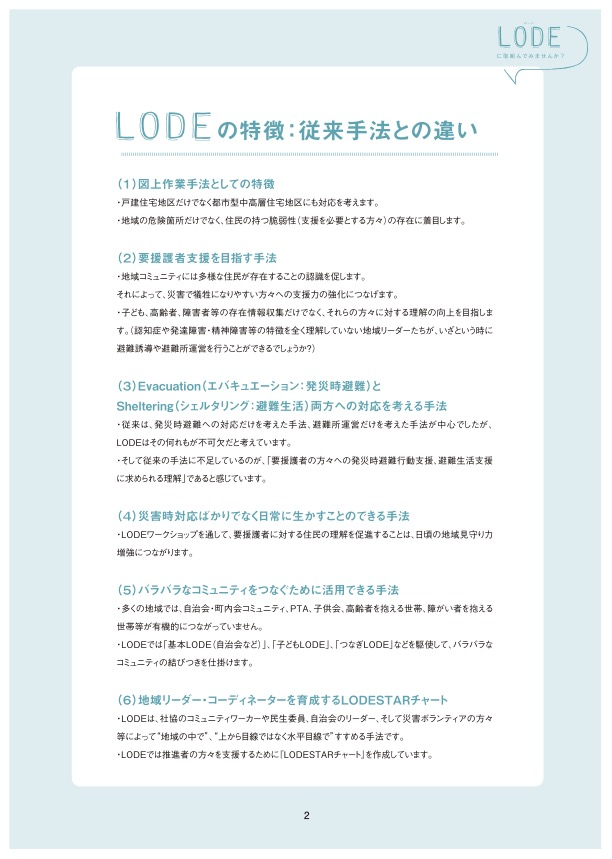 LODE
に取組んでみませんか?
LODEの特徴：従来手法との違い
（1）図上作業手法としての特徴
・戸建住宅地区だけでなく都市型中高層住宅地区にも対応を考えます。
・地域の危険箇所だけでなく、住民の持つ脆弱性（支援を必要とする方々）の存在に着目します。
（2）要援護者支援を目指す手法
・地域コミュニティには多様な住民が存在することの認識を促します。
それによって、災害で犠牲になりやすい方々への支援力の強化につなげます。
・子ども、高齢者、障害者等の存在情報収集だけでなく、それらの方々に対する理解の向上を目指しま
す。（認知症や発達障害・精神障害等の特徴を全く理解していない地域リーダーたちが、いざという時に
避難誘導や避難所運営を行うことができるでしょうか?）
（3）Evacuation（エバキュエーション：発災時避難）と
Sheltering（シェルタリング：避難生活）両方への対応を考える手法
・従来は、発災時避難への対応だけを考えた手法、避難所運営だけを考えた手法が中心でしたが、
LODEはその何れもが不可欠だと考えています。
・そして従来の手法に不足しているのが、「要援護者の方々への発災時避難行動支援、避難生活支援
に求められる理解」であると感じています。
（4）災害時対応ばかりでなく日常に生かすことのできる手法
・LODEワークショップを通して、要援護者に対する住民の理解を促進することは、日頃の地域見守り力
増強につながります。
（5）バラバラなコミュニティをつなぐために活用できる手法
・多くの地域では、自治会・町内会コミュニティ、PTA、子供会、高齢者を抱える世帯、障がい者を抱える
世帯等が有機的につながっていません。
・LODEでは「基本LODE（自治会など）」、「子どもLODE」、「つなぎLODE」などを駆使して、バラバラな
コミュニティの結びつきを仕掛けます。
（6）地域リーダー・コーディネーターを育成するLODESTARチャート
・LODEは、社協のコミュニティワーカーや民生委員、自治会のリーダー、そして災害ボランティアの方々
等によって"地域の中で"、"上から目線ではなく水平目線で"すすめる手法です。
・LODEでは推進者の方々を支援するために「LODESTARチャート」を作成しています。
2